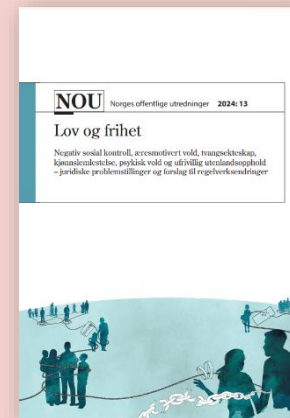 NOU Norges offentlige utredninger 2024: 13
Lov og frihet
Negativ sosial kontroll, æresmotivert vold, tvangsekteskap,
kjønnslemlestelse, psykisk vold og ufrivillig utenlandsopphold
– juridiske problemstillinger og forslag til regelverksendringer